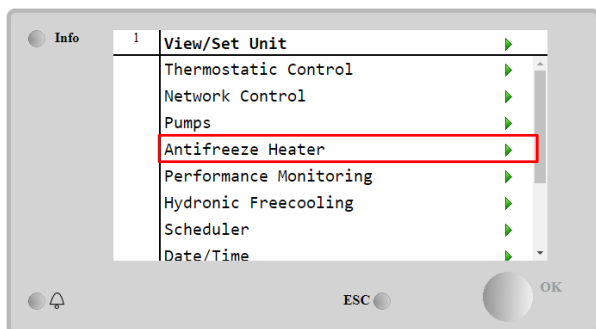 Info
1 View/Set Unit
Thermostatic Control
Network Control
Pumps
Antifreeze Heater
Performance Monitoring
Hydronic Freecooling
Scheduler
Date/Time
ESC
OK